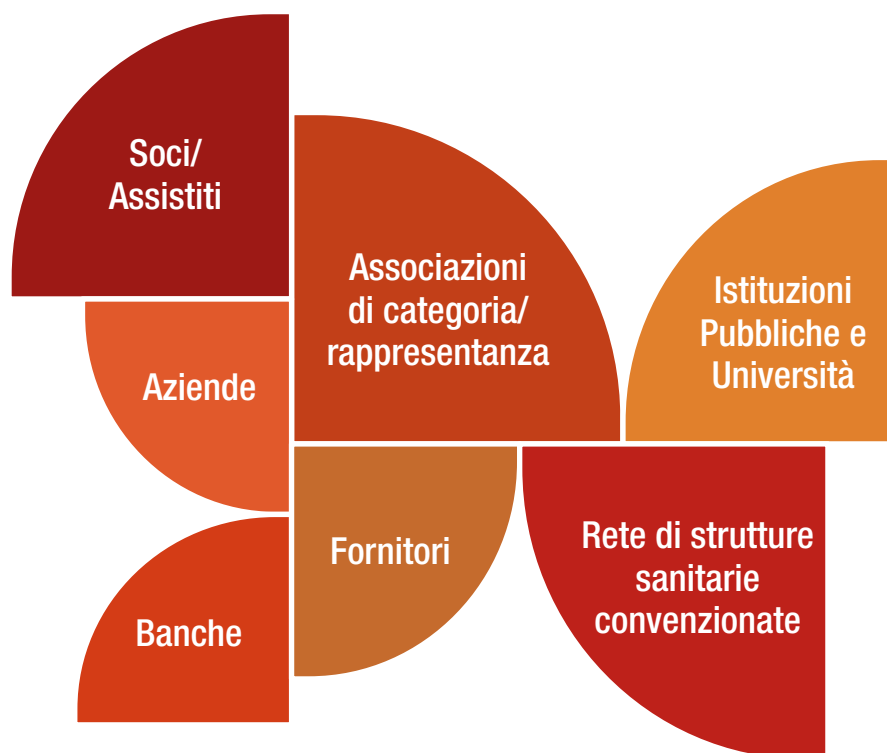 Soci/
Assistiti
Associazioni
di categoria/
rappresentanza
Istituzioni
Pubbliche e
Università
Aziende
Fornitori
Rete di strutture
sanitarie
convenzionate
Banche